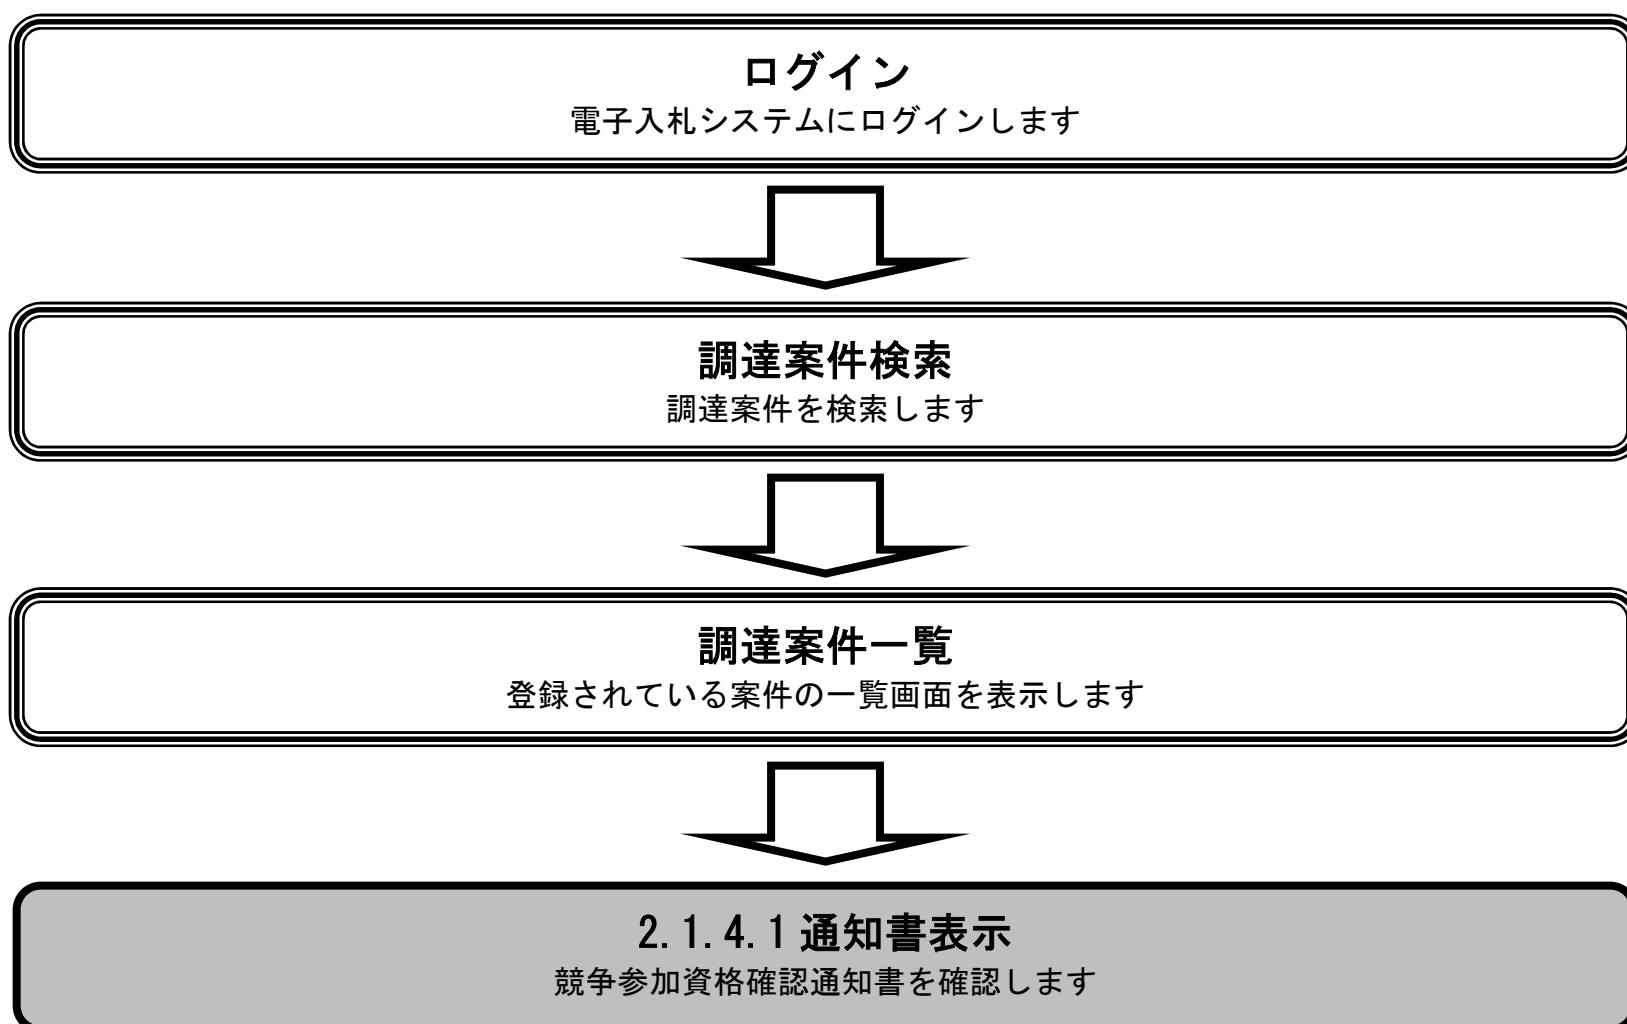 ログイン
電子入札システムにログインします
調達案件検索
調達案件を検索します
調達案件一覧
登録されている案件の一覧画面を表示します
2.1.4.1通知書表示
競争参加資格確認通知書を確認します